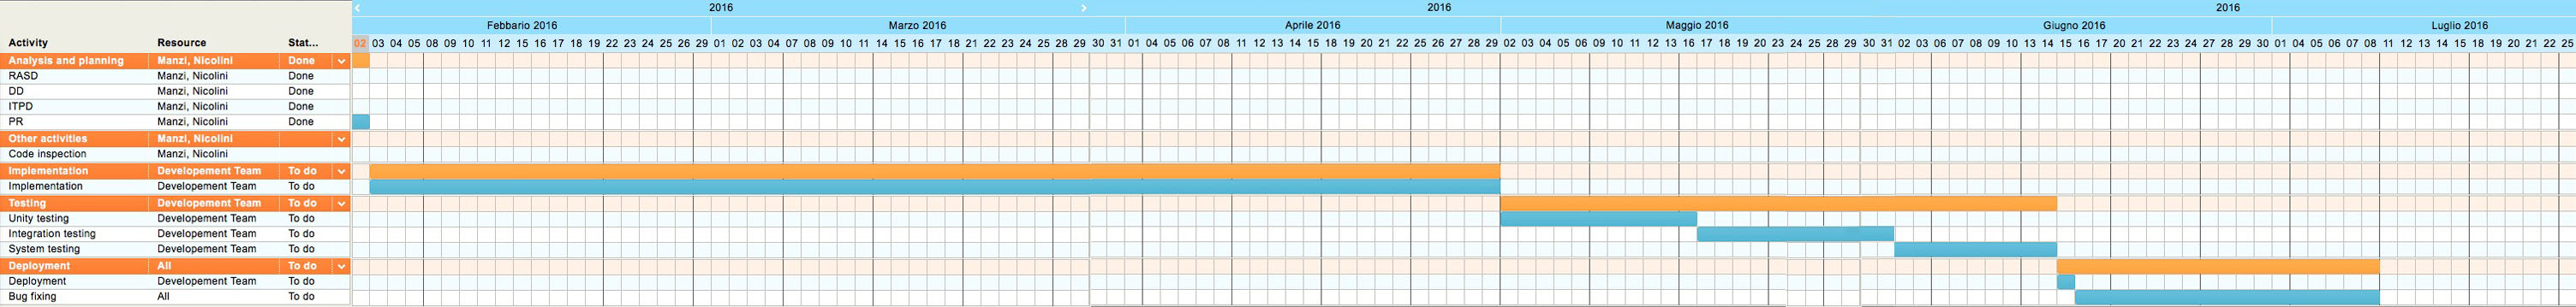 2016 2016 2016
Febbario 2016 Marzo 2016 Aprile 2016 Maggio 2016 Giugno 2016 Luglio 2016
Activity Resource Stat... 02 03 04 05 08 09 10 11 12 15 16 17 18 19 22 23 24 25 26 29 01 02 03 04 07 08 09 10 11 14 15 16 17 18 21 22 23 24 25 28 29 30 31 01 04 05 06 07 08 11 12 13 14 15 18 19 20 21 22 25 26 27 28 29 02 03 04 05 06 09 10 11 12 13 16 17 18 19 20 23 24 25 26 27 30 31 02 03 06 07 08 09 10 13 14 15 16 17 20 21 22 23 24 27 28 29 30 01 04 05 06 07 08 11 12 13 14 15 18 19 20 21 22 25
Analysis and planning Manzi, Nicolini Done
RASD Manzi, Nicolini Done
DD Manzi, Nicolini Done
ITPD Manzi, Nicolini Done
PR Manzi, Nicolini Done
Other activities Manzi, Nicolini
Code inspection Manzi, Nicolini
Implementation Developement Team To do
Implementation Developement Team To do
Testing Developement Team To do
Unity testing Developement Team To do
Integration testing Developement Team To do
System testing Developement Team To do
Deployment All To do
Deployment Developement Team To do
Bug fixing All To do